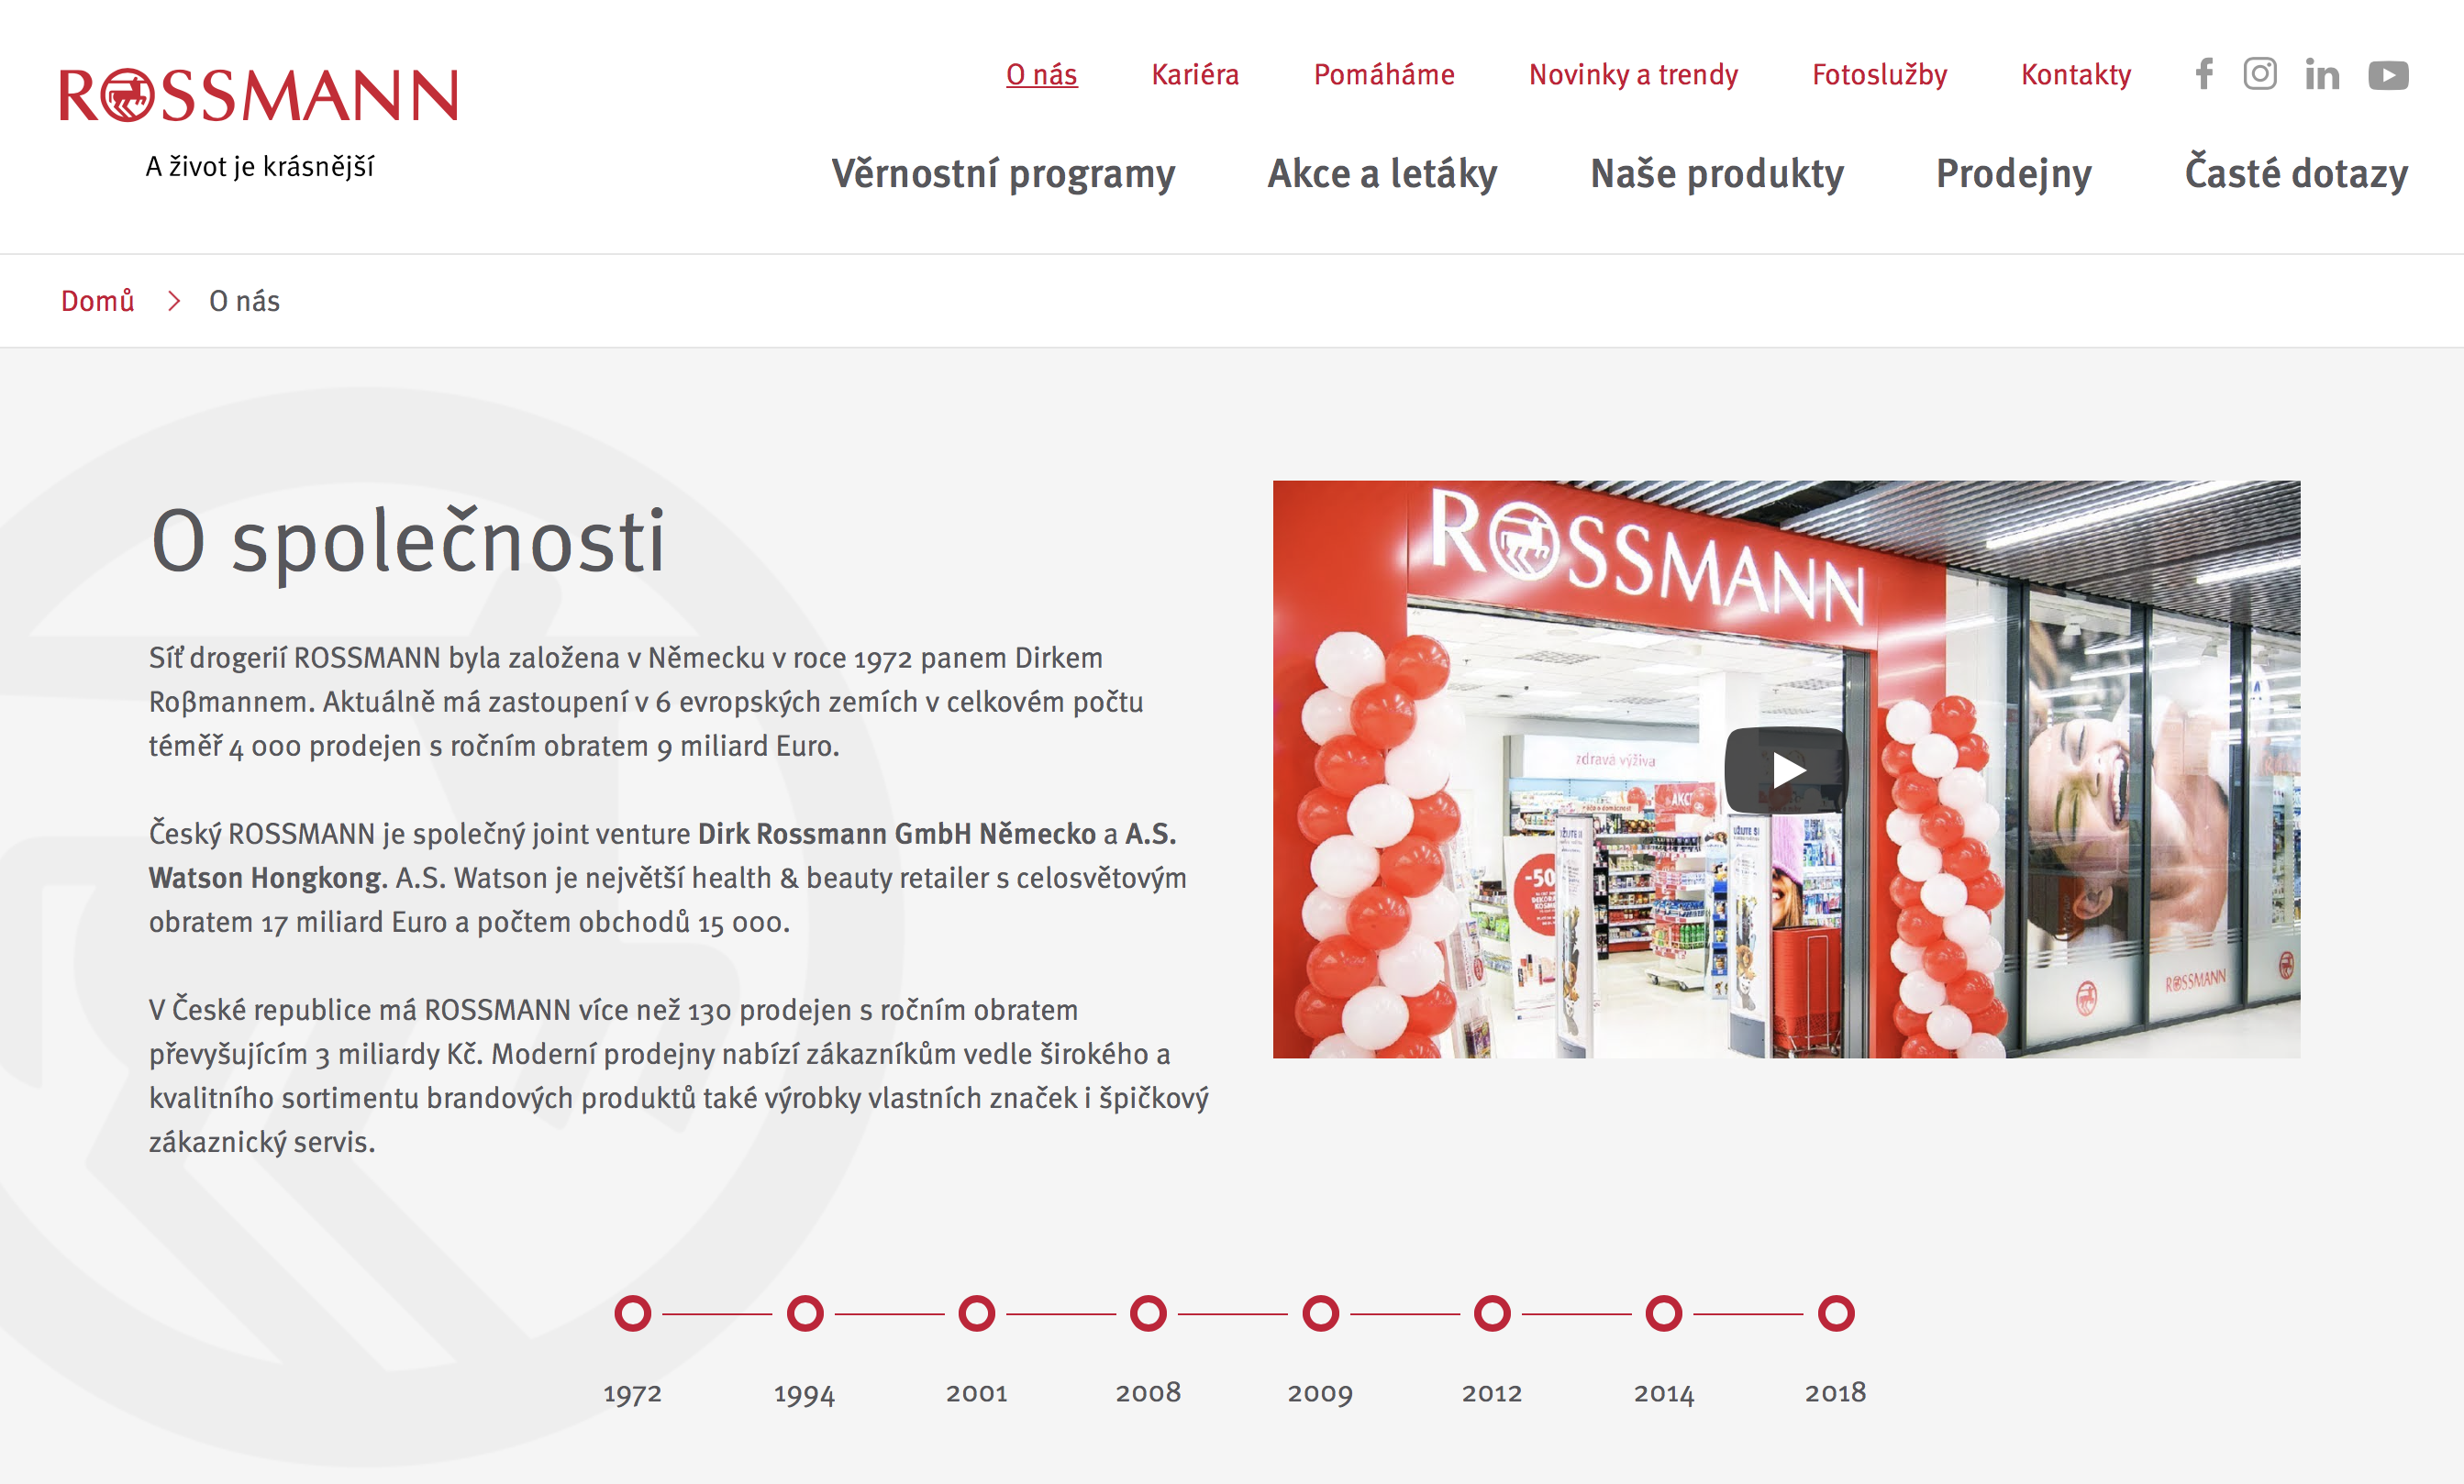 ROSSMANN
A život je krásnější
O nás
Kariéra
Pomáháme
Novinky a trendy
Fotoslužby
Kontakty
Věrnostní programy
Akce a letáky
Naše produkty
Prodejny
Časté dotazy
Domů
O nás
O společnosti
Síť drogerií ROSSMANN byla založena v Německu v roce 1972 panem Dirkem
Roβmannem. Aktuálně má zastoupení v 6 evropských zemích v celkovém počtu
téměř 4 000 prodejen s ročním obratem 9 miliard Euro.
Český ROSSMANN je společný joint venture Dirk Rossmann GmbH Německo a A.S.
Watson Hongkong. A.S. Watson je největší health & beauty retailer s celosvětovým
obratem 17 miliard Euro a počtem obchodů 15 000.
V České republice má ROSSMANN více než 130 prodejen s ročním obratem
převyšujícím 3 miliardy Kč. Moderní prodejny nabízí zákazníkům vedle širokého a
kvalitního sortimentu brandových produktů také výrobky vlastních značek i špičkový
zákaznický servis.
ROSSMANN
zdravá výživa
-50
ROSSMANN
1972
1994
2001
2008
2009
2012
2014
2018